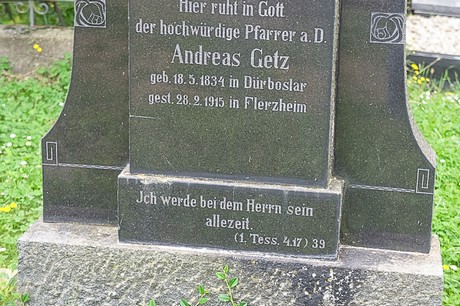 Hier ruht in Gott
der hochwürdige Pfarrer a.D.
Andreas Getz
geb. 18.5.1834 in Dürboslar
gest. 28.2.1915 in Flerzheim
Jch werde bei dem Herrn sein
allezeit.
(1. Tess. 4.17) 39